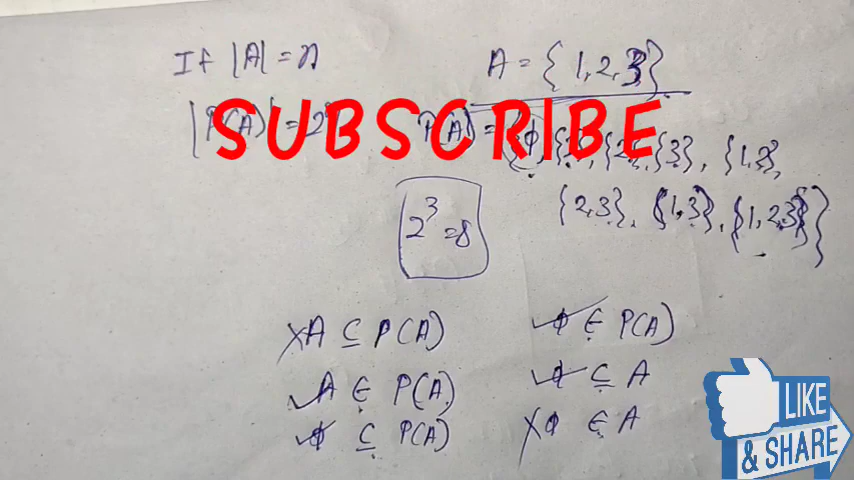 If |A| = n
A = {1,2,3}
|P(A)| = 2ⁿ
P(A) = {ϕ, {1}, {2}, {3}, {1,2},
{2,3}, {1,3}, {1,2,3}}
SUBSCRIBE
2³ = 8
×A ⊆ P(A)
✓A ∈ P(A)
✓ϕ ⊆ P(A)
✓ϕ ∈ P(A)
✓ϕ ⊆ A
×ϕ ∈ A
LIKE
& SHARE